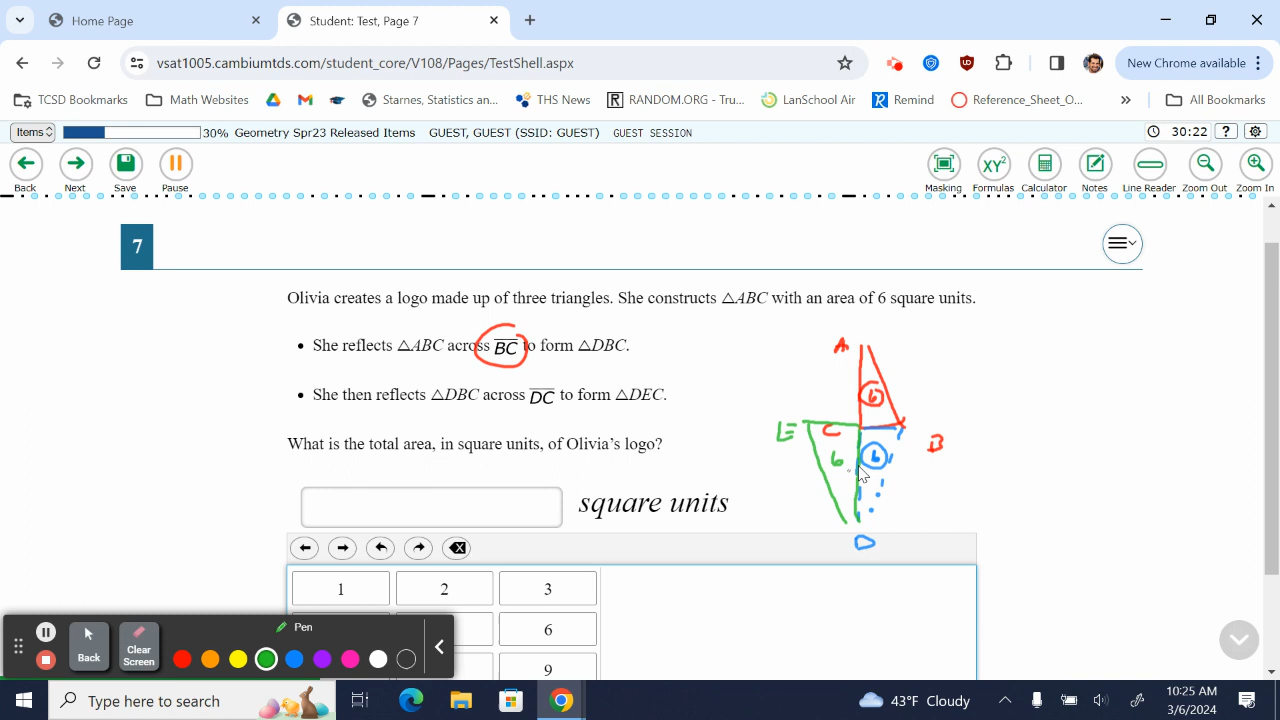 Home Page
Student: Test, Page 7
vsat1005.cambiumtds.com/student_core/V108/Pages/TestShell.aspx
New Chrome available
TCSD Bookmarks
Math Websites
Starnes, Statistics an...
THS News
RANDOM.ORG - Tru...
LanSchool Air
Remind
Reference_Sheet_O...
All Bookmarks
Items
30% Geometry Spr23 Released Items GUEST, GUEST (SSID: GUEST) GUEST SESSION
30:22
Back
Next
Save
Pause
Masking
Formulas
Calculator
Notes
Line Reader
Zoom Out
Zoom In
7
Olivia creates a logo made up of three triangles. She constructs △ABC with an area of 6 square units.
• She reflects △ABC across BC to form △DBC.
• She then reflects △DBC across DC to form △DEC.
What is the total area, in square units, of Olivia's logo?
square units
A
6
E
C
B
6
6
D
1 2 3
6
9
Pen
Back
Clear Screen
Type here to search
43°F Cloudy
10:25 AM
3/6/2024